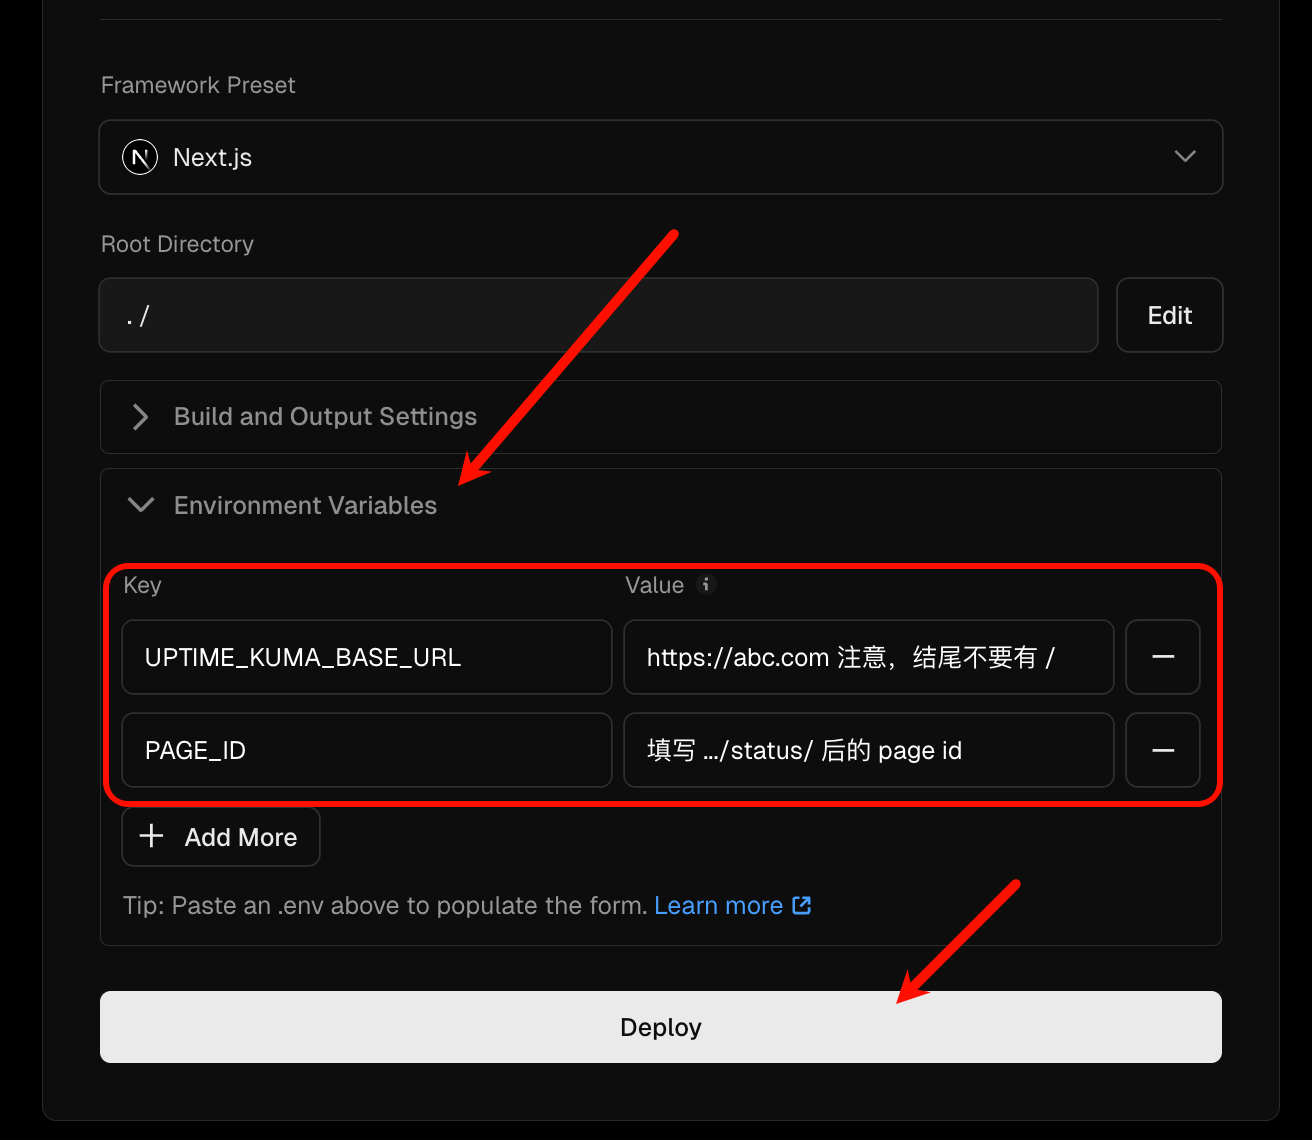 Framework Preset
Next.js
Root Directory
./
Edit
Build and Output Settings
Environment Variables
Key
Value
UPTIME_KUMA_BASE_URL
https://abc.com 注意，结尾不要有 /
PAGE_ID
填写 .../status/ 后的 page id
Add More
Tip: Paste an .env above to populate the form. Learn more
Deploy